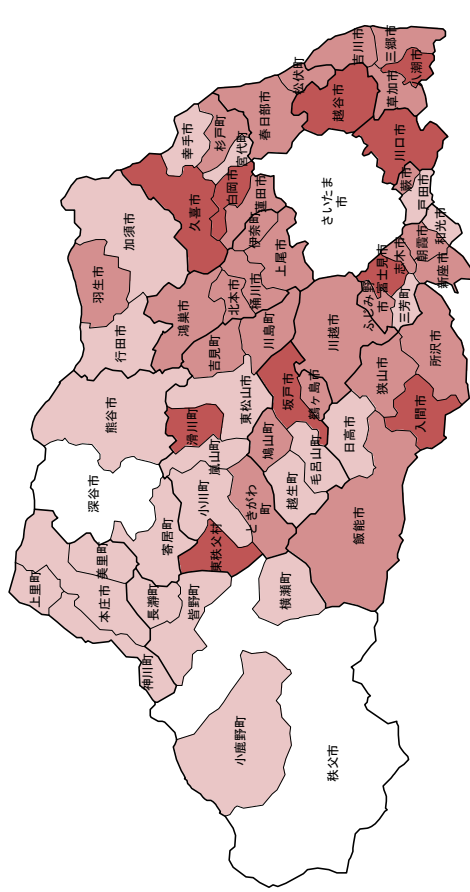 吉川市
三郷市
八潮市
松伏町
草加市
越谷市
川口市
春日部市
杉戸町
幸手市
宮代町
蕨市
戸田市
和光市
白岡市
蓮田市
さいたま
市
久喜市
加須市
伊奈町
上尾市
朝霞市
志木市
新座市
富士見市
羽生市
北本市
桶川市
ふじみ野
市
三芳町
鴻巣市
川島町
川越市
行田市
吉見町
所沢市
狭山市
東松山市
坂戸市
鶴ヶ島市
入間市
熊谷市
滑川町
嵐山町
鳩山町
毛呂山町
日高市
深谷市
小川町
ときがわ
町
越生町
飯能市
寄居町
東秩父村
美里町
上里町
本庄市
長瀞町
皆野町
横瀬町
神川町
小鹿野町
秩父市